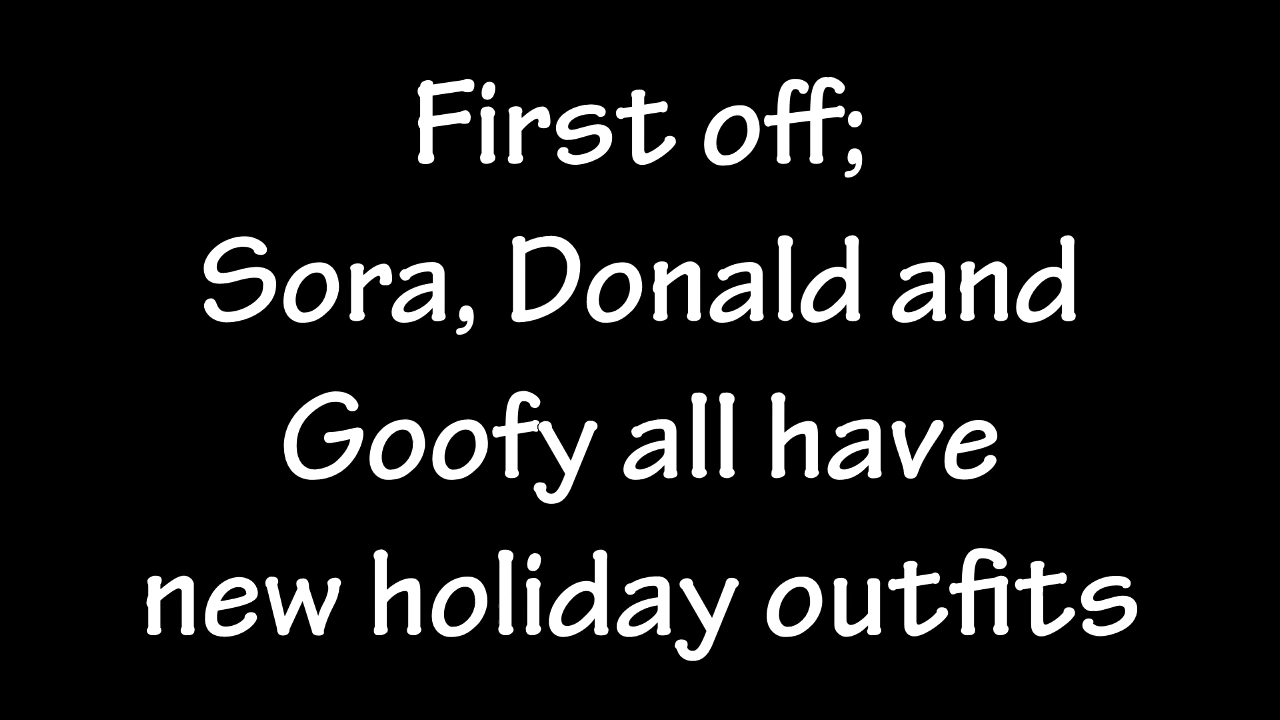 First off;
Sora, Donald and
Goofy all have
new holiday outfits